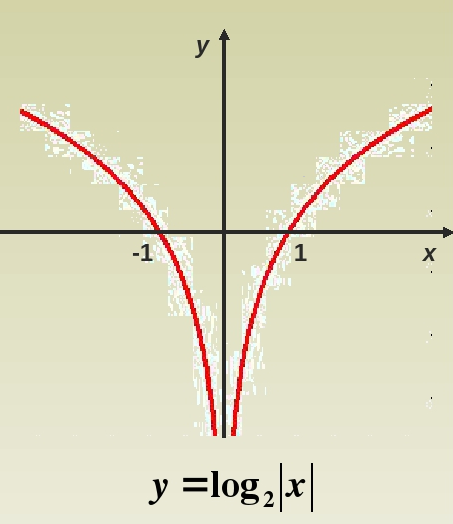 y
-1 1 x
y =log₂|x|